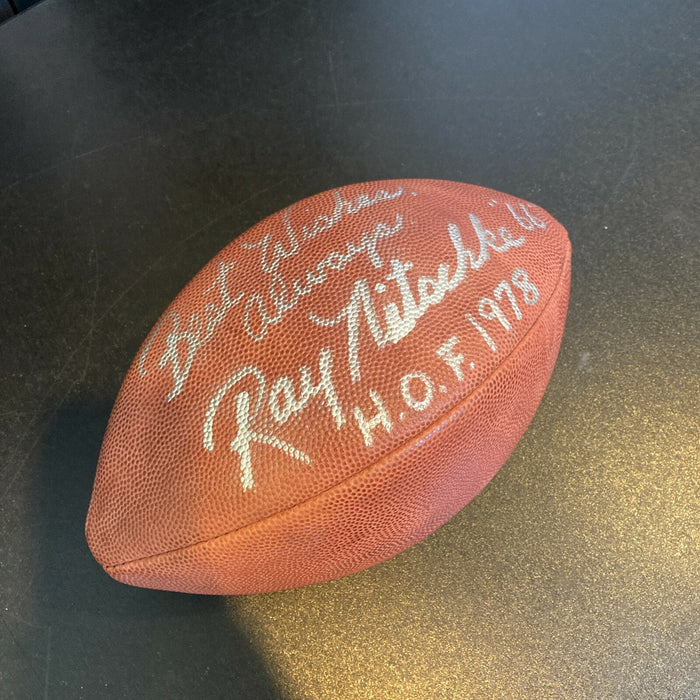 Best Wishes.
Always
Ray Nitschke "66"
H.O.F. 1978